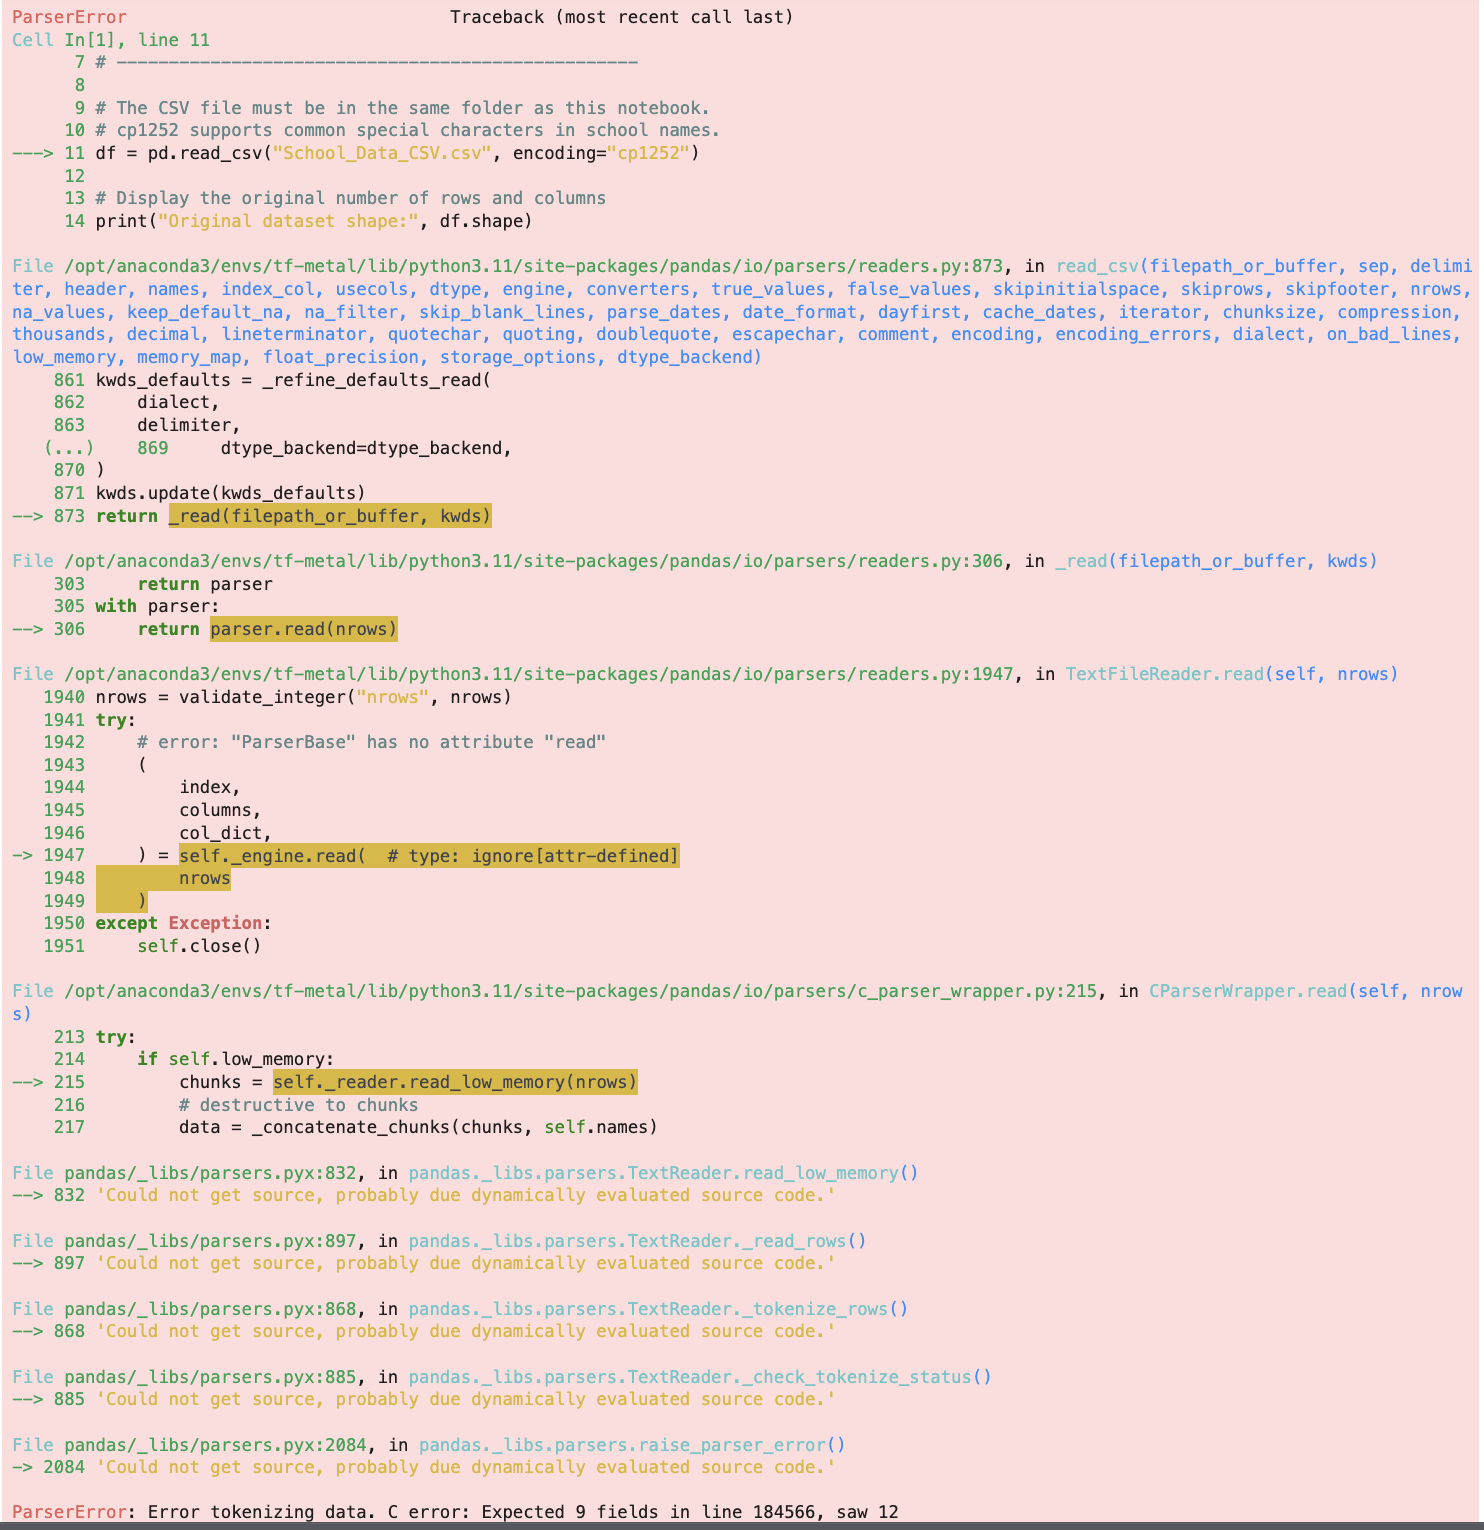 ParserError                               Traceback (most recent call last)
Cell In[1], line 11
      7 # --------------------------------------------------
      8
      9 # The CSV file must be in the same folder as this notebook.
     10 # cp1252 supports common special characters in school names.
---> 11 df = pd.read_csv("School_Data_CSV.csv", encoding="cp1252")
     12
     13 # Display the original number of rows and columns
     14 print("Original dataset shape:", df.shape)

File /opt/anaconda3/envs/tf-metal/lib/python3.11/site-packages/pandas/io/parsers/readers.py:873, in read_csv(filepath_or_buffer, sep, delimi
ter, header, names, index_col, usecols, dtype, engine, converters, true_values, false_values, skipinitialspace, skiprows, skipfooter, nrows,
na_values, keep_default_na, na_filter, skip_blank_lines, parse_dates, date_format, dayfirst, cache_dates, iterator, chunksize, compression,
thousands, decimal, lineterminator, quotechar, quoting, doublequote, escapechar, comment, encoding, encoding_errors, dialect, on_bad_lines,
low_memory, memory_map, float_precision, storage_options, dtype_backend)
    861 kwds_defaults = _refine_defaults_read(
    862     dialect,
    863     delimiter,
   (...)    869     dtype_backend=dtype_backend,
    870 )
    871 kwds.update(kwds_defaults)
--> 873 return _read(filepath_or_buffer, kwds)

File /opt/anaconda3/envs/tf-metal/lib/python3.11/site-packages/pandas/io/parsers/readers.py:306, in _read(filepath_or_buffer, kwds)
    303     return parser
    305 with parser:
--> 306     return parser.read(nrows)

File /opt/anaconda3/envs/tf-metal/lib/python3.11/site-packages/pandas/io/parsers/readers.py:1947, in TextFileReader.read(self, nrows)
   1940 nrows = validate_integer("nrows", nrows)
   1941 try:
   1942     # error: "ParserBase" has no attribute "read"
   1943     (
   1944         index,
   1945         columns,
   1946         col_dict,
-> 1947     ) = self._engine.read(  # type: ignore[attr-defined]
   1948         nrows
   1949     )
   1950 except Exception:
   1951     self.close()

File /opt/anaconda3/envs/tf-metal/lib/python3.11/site-packages/pandas/io/parsers/c_parser_wrapper.py:215, in CParserWrapper.read(self, nrow
s)
    213 try:
    214     if self.low_memory:
--> 215         chunks = self._reader.read_low_memory(nrows)
    216         # destructive to chunks
    217         data = _concatenate_chunks(chunks, self.names)

File pandas/_libs/parsers.pyx:832, in pandas._libs.parsers.TextReader.read_low_memory()
--> 832 'Could not get source, probably due dynamically evaluated source code.'

File pandas/_libs/parsers.pyx:897, in pandas._libs.parsers.TextReader._read_rows()
--> 897 'Could not get source, probably due dynamically evaluated source code.'

File pandas/_libs/parsers.pyx:868, in pandas._libs.parsers.TextReader._tokenize_rows()
--> 868 'Could not get source, probably due dynamically evaluated source code.'

File pandas/_libs/parsers.pyx:885, in pandas._libs.parsers.TextReader._check_tokenize_status()
--> 885 'Could not get source, probably due dynamically evaluated source code.'

File pandas/_libs/parsers.pyx:2084, in pandas._libs.parsers.raise_parser_error()
-> 2084 'Could not get source, probably due dynamically evaluated source code.'

ParserError: Error tokenizing data. C error: Expected 9 fields in line 184566, saw 12